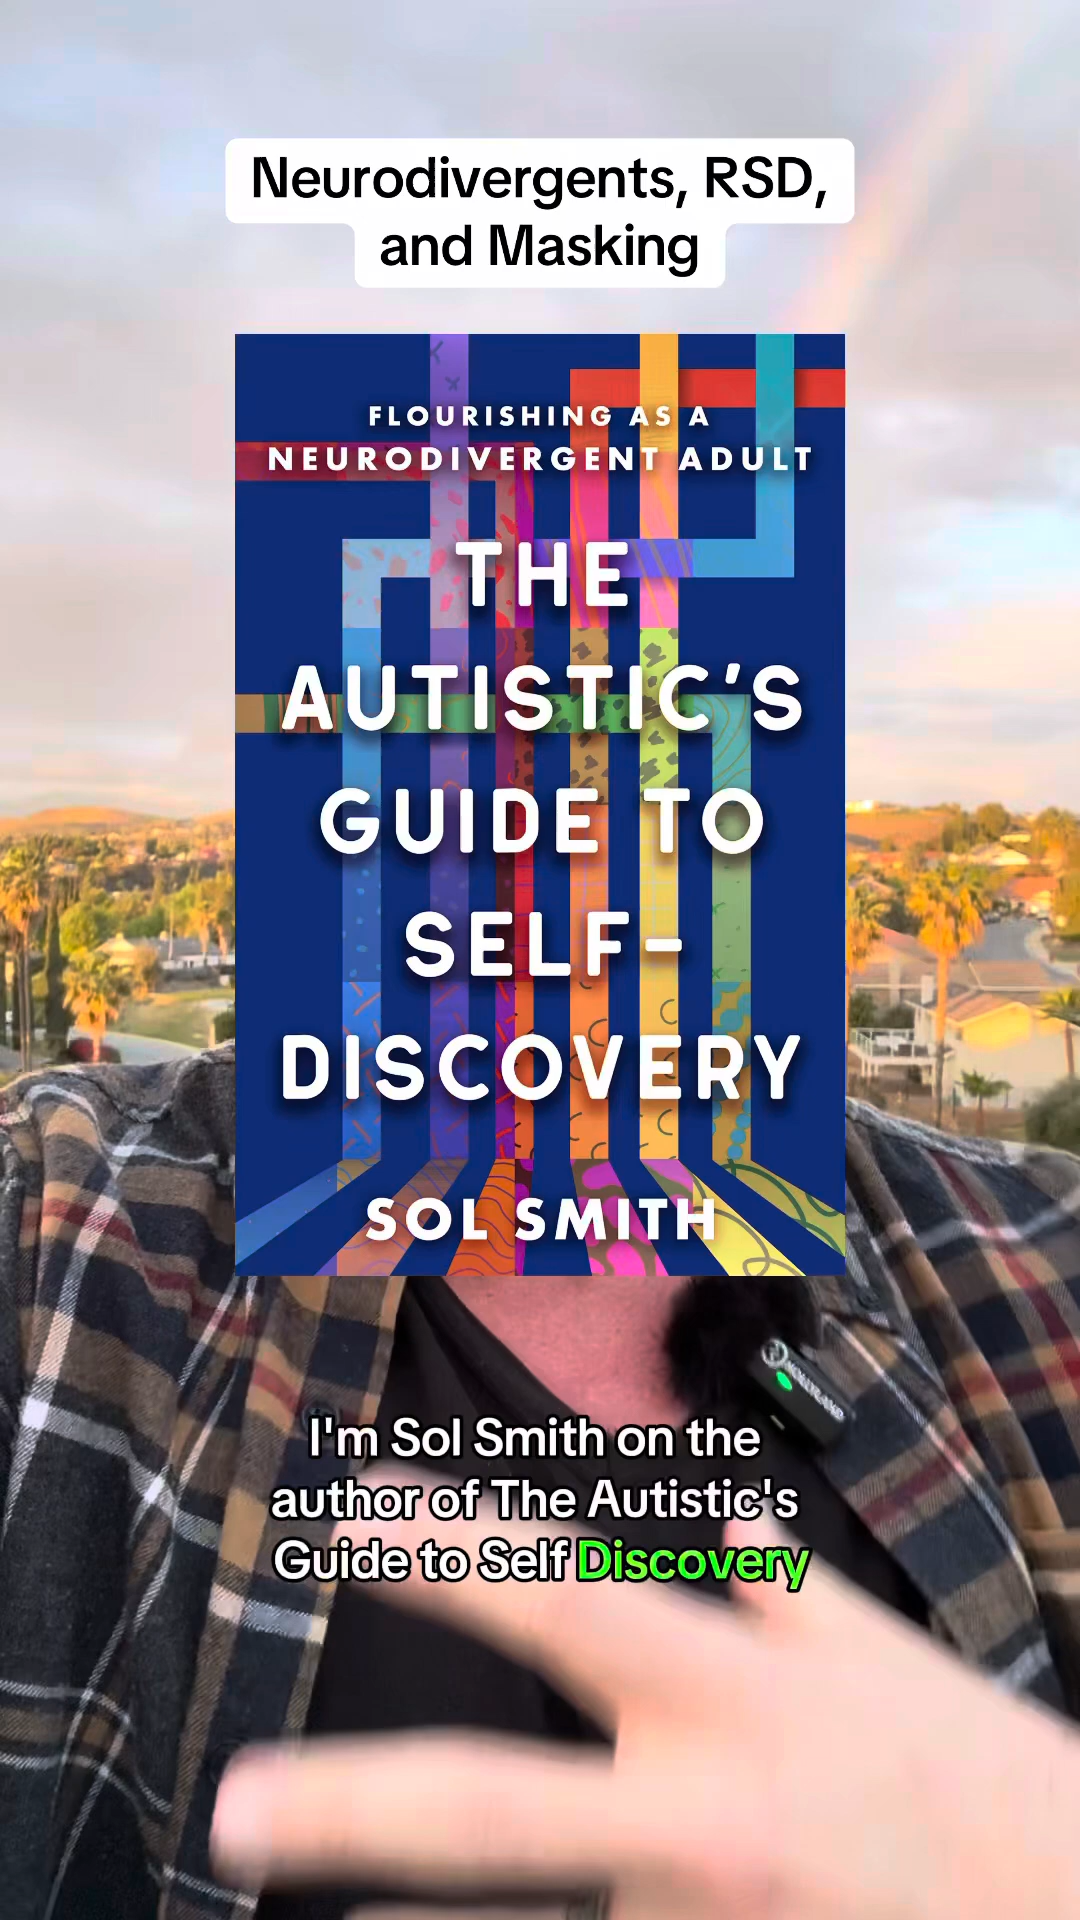 Neurodivergents, RSD,
and Masking
FLOURISHING AS A
NEURODIVERGENT ADULT
THE
AUTISTIC'S
GUIDE TO
SELF-
DISCOVERY
SOL SMITH
I'm Sol Smith on the
author of The Autistic's
Guide to Self Discovery